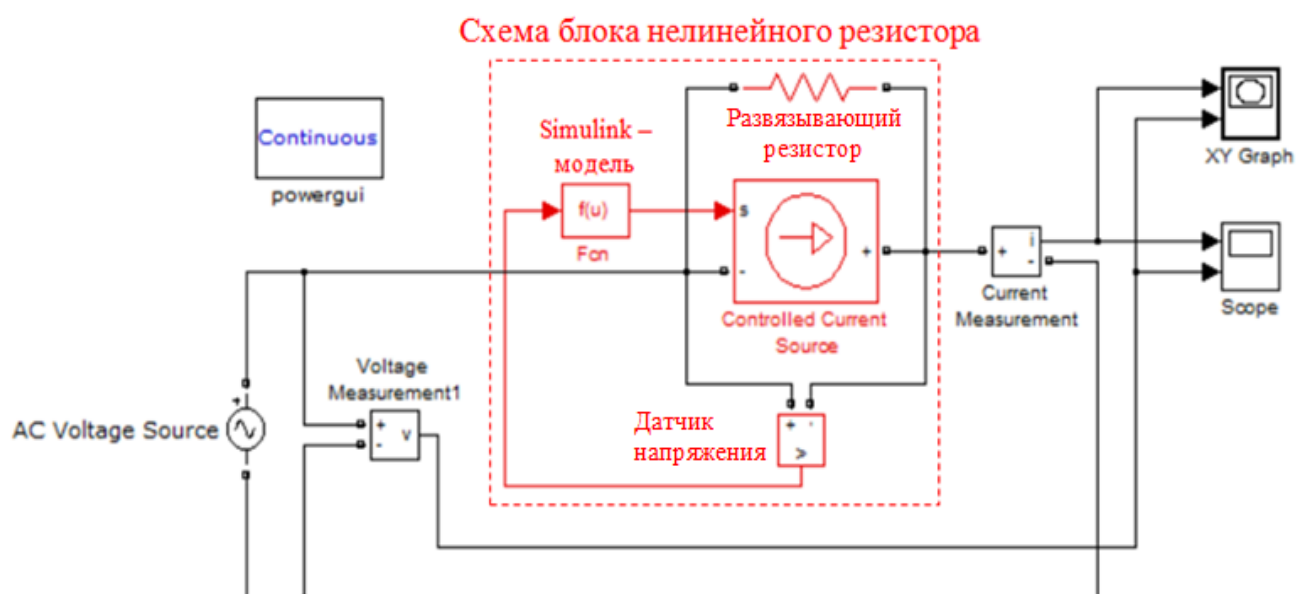 Схема блока нелинейного резистора
Continuous
powergui
Simulink –
модель
f(u)
Fcn
Развязывающий
резистор
s
-
+
Controlled Current
Source
+
i
-
Current
Measurement
XY Graph
Scope
Voltage
Measurement1
+
-
v
+
AC Voltage Source
Датчик
напряжения
+
-
v